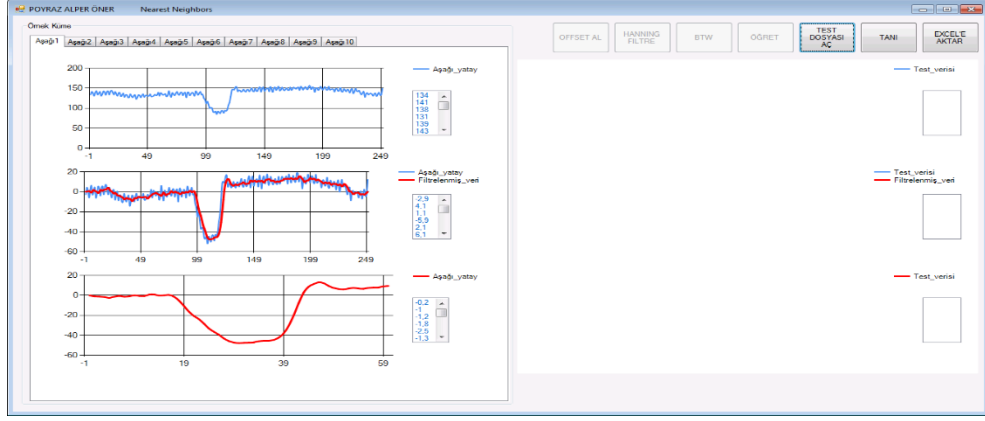 POYRAZ ALPER ÖNER Nearest Neighbors
Örnek Küme
Aşağı1 Aşağı2 Aşağı3 Aşağı4 Aşağı5 Aşağı6 Aşağı7 Aşağı8 Aşağı9 Aşağı10
OFFSET AL
HANNING
FILTRE
BTW
OĞRET
TEST
DOSYASI
AÇ
TANI
EXCEL'E
AKTAR
200
150
100
50
0
-1 49 99 149 199 249
Aşağı_yatay
134
141
138
131
139
143
Test_verisi
20
0
-20
-40
-60
-1 49 99 149 199 249
Aşağı_yatay
Filtrelenmiş_veri
-2,9
4,1
1,1
-5,9
2,1
6,1
Test_verisi
Filtrelenmiş_veri
20
0
-20
-40
-60
-1 19 39 59
Aşağı_yatay
-0,2
-1
-1,2
-1,8
-2,5
-1,3
Test_verisi